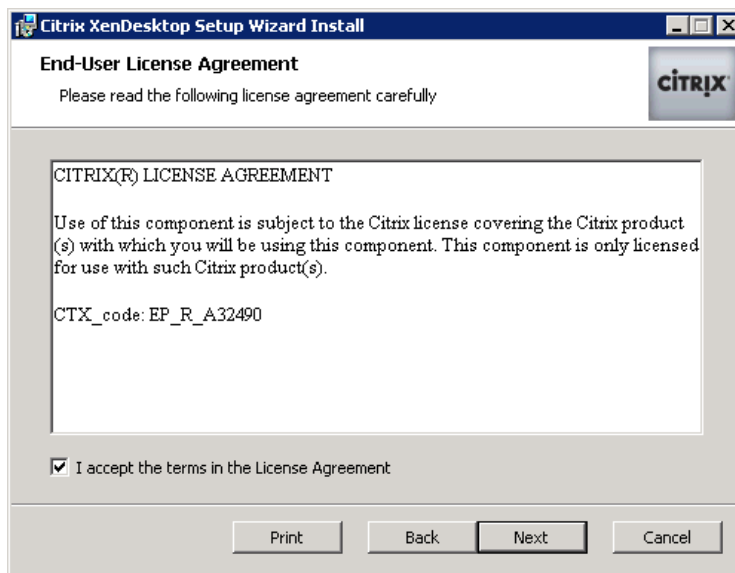 Citrix XenDesktop Setup Wizard Install
End-User License Agreement
Please read the following license agreement carefully
CİTRIX
CITRIX(R) LICENSE AGREEMENT
Use of this component is subject to the Citrix license covering the Citrix product
(s) with which you will be using this component. This component is only licensed
for use with such Citrix product(s).
CTX_code: EP_R_A32490
I accept the terms in the License Agreement
Print Back Next Cancel